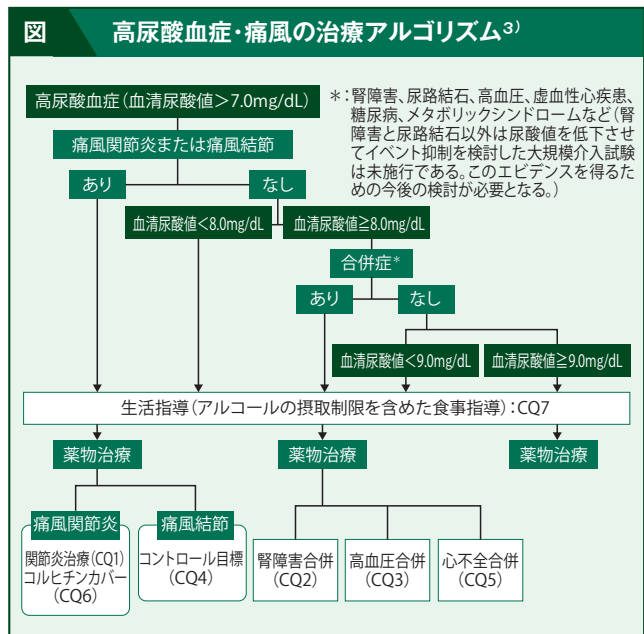 図 高尿酸血症・痛風の治療アルゴリズム3）
高尿酸血症（血清尿酸値＞7.0mg/dL）
＊：腎障害、尿路結石、高血圧、虚血性心疾患、
糖尿病、メタボリックシンドロームなど（腎
障害と尿路結石以外は尿酸値を低下させ
てイベント抑制を検討した大規模介入試験
は未施行である。このエビデンスを得るた
めの今後の検討が必要となる。）
痛風関節炎または痛風結節
あり
なし
血清尿酸値＜8.0mg/dL
血清尿酸値≧8.0mg/dL
合併症＊
あり
なし
血清尿酸値＜9.0mg/dL
血清尿酸値≧9.0mg/dL
生活指導（アルコールの摂取制限を含めた食事指導）：CQ7
薬物治療
薬物治療
薬物治療
痛風関節炎
痛風結節
関節炎治療（CQ1）
コルヒチンカバー
（CQ6）
コントロール目標
（CQ4）
腎障害合併
（CQ2）
高血圧合併
（CQ3）
心不全合併
（CQ5）